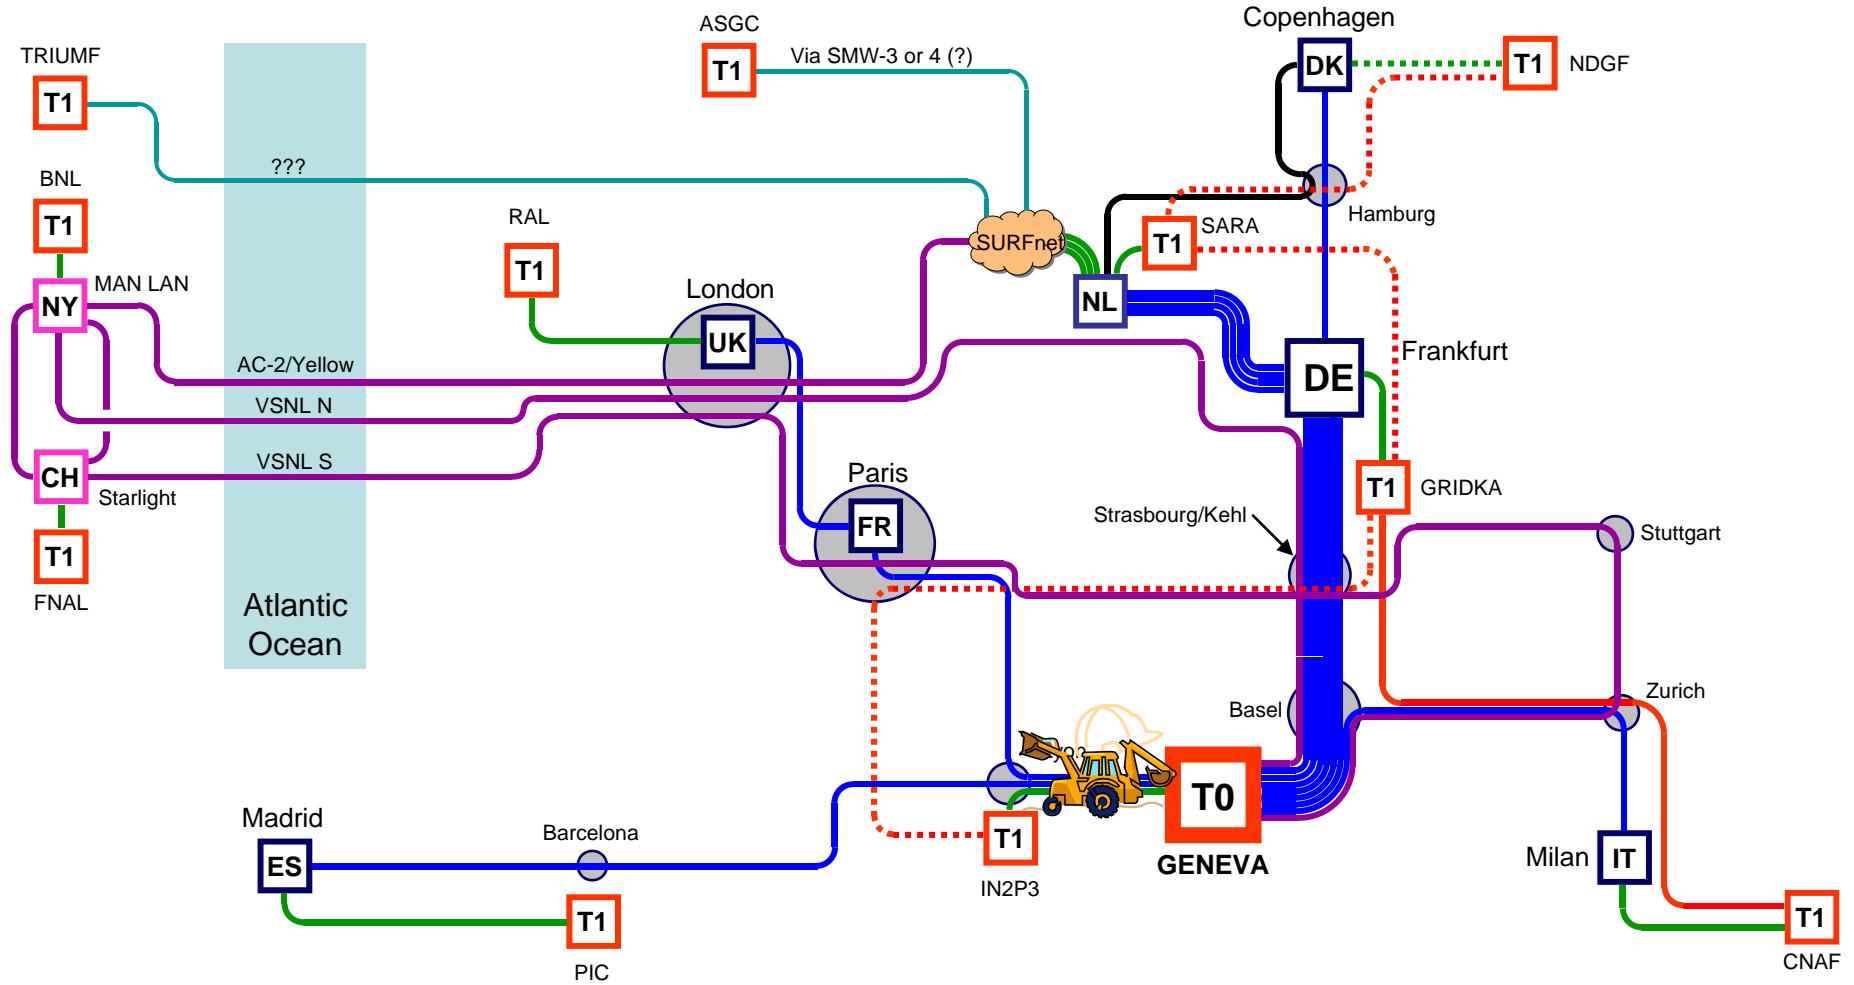 Copenhagen
ASGC
TRIUMF
T1
Via SMW-3 or 4 (?)
T1
DK
T1
NDGF
???
BNL
T1
RAL
T1
SURFnet
T1
SARA
Hamburg
MAN LAN
NY
London
UK
NL
AC-2/Yellow
VSNL N
DE
Frankfurt
VSNL S
CH
Starlight
Paris
FR
Strasbourg/Kehl
T1
GRIDKA
Stuttgart
T1
FNAL
Atlantic
Ocean
Basel
Zurich
T0
GENEVA
Madrid
ES
Barcelona
T1
IN2P3
Milan
IT
T1
PIC
T1
CNAF